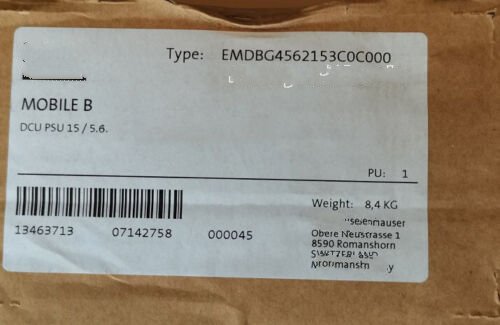 Type: EMDBG4562153C0C000
MOBILE B
DCU PSU 15 / 5.6.
PU: 1
Weight: 8,4 KG
13463713 07142758 000045
Obere Neustrasse 1
8590 Romanshorn